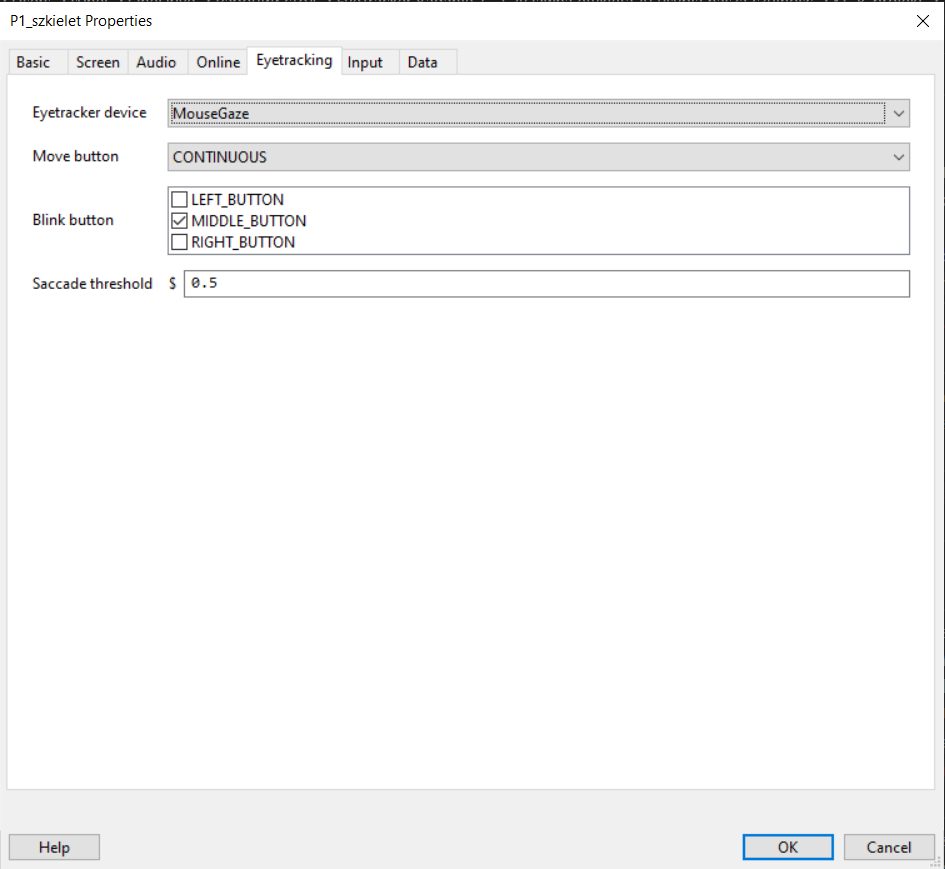 P1_szkielet Properties
Basic Screen Audio Online Eyetracking Input Data
Eyetracker device MouseGaze
Move button CONTINUOUS
LEFT_BUTTON
Blink button MIDDLE_BUTTON
RIGHT_BUTTON
Saccade threshold $ 0.5
Help OK Cancel